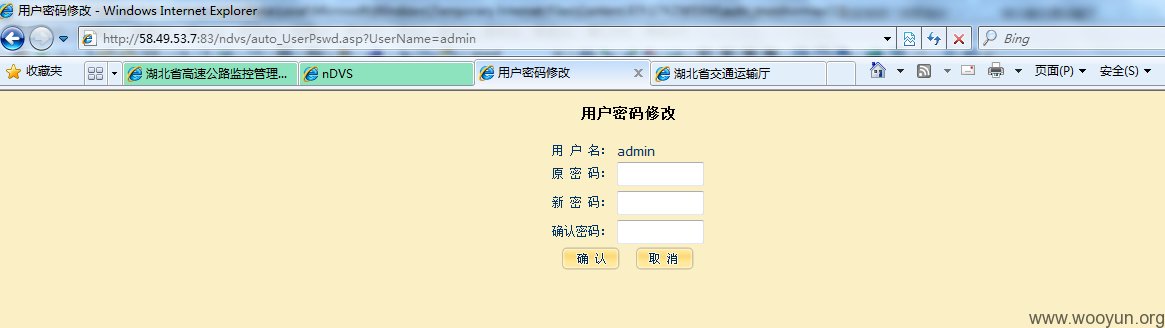 用户密码修改 - Windows Internet Explorer
http://58.49.53.7:83/ndvs/auto_UserPswd.asp?UserName=admin
Bing
收藏夹
湖北省高速公路监控管理...
nDVS
用户密码修改
湖北省交通运输厅
页面(P)
安全(S)
用户密码修改
用 户 名: admin
原 密 码:
新 密 码:
确认密码:
确 认
取 消
www.wooyun.org